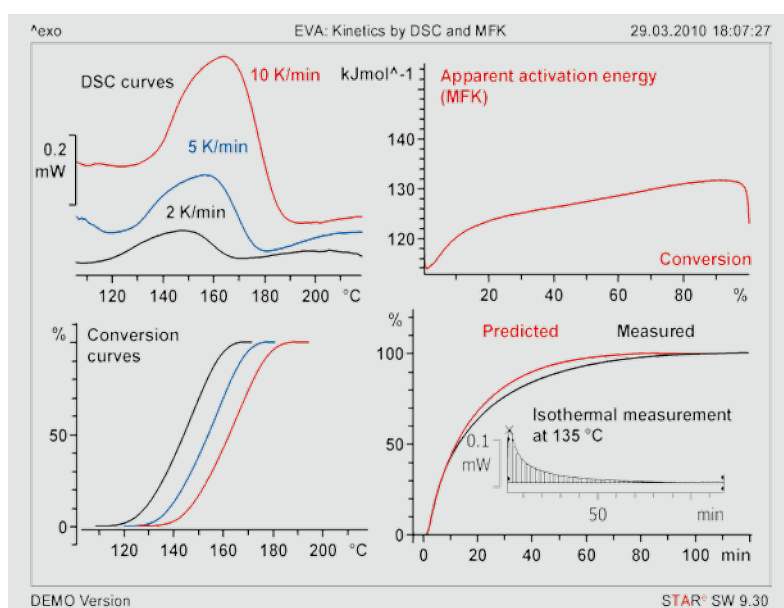 ^exo EVA: Kinetics by DSC and MFK 29.03.2010 18:07:27
DSC curves
10 K/min
5 K/min
2 K/min
0.2
mW
120 140 160 180 200 °C
kJmol^-1
Apparent activation energy
(MFK)
140
130
120
Conversion
20 40 60 80 %
%
Conversion
curves
50
0
120 140 160 180 200 °C
%
Predicted Measured
100
50
0
Isothermal measurement
at 135 °C
0.1
mW
50 min
0 20 40 60 80 100 min
DEMO Version STARe SW 9.30